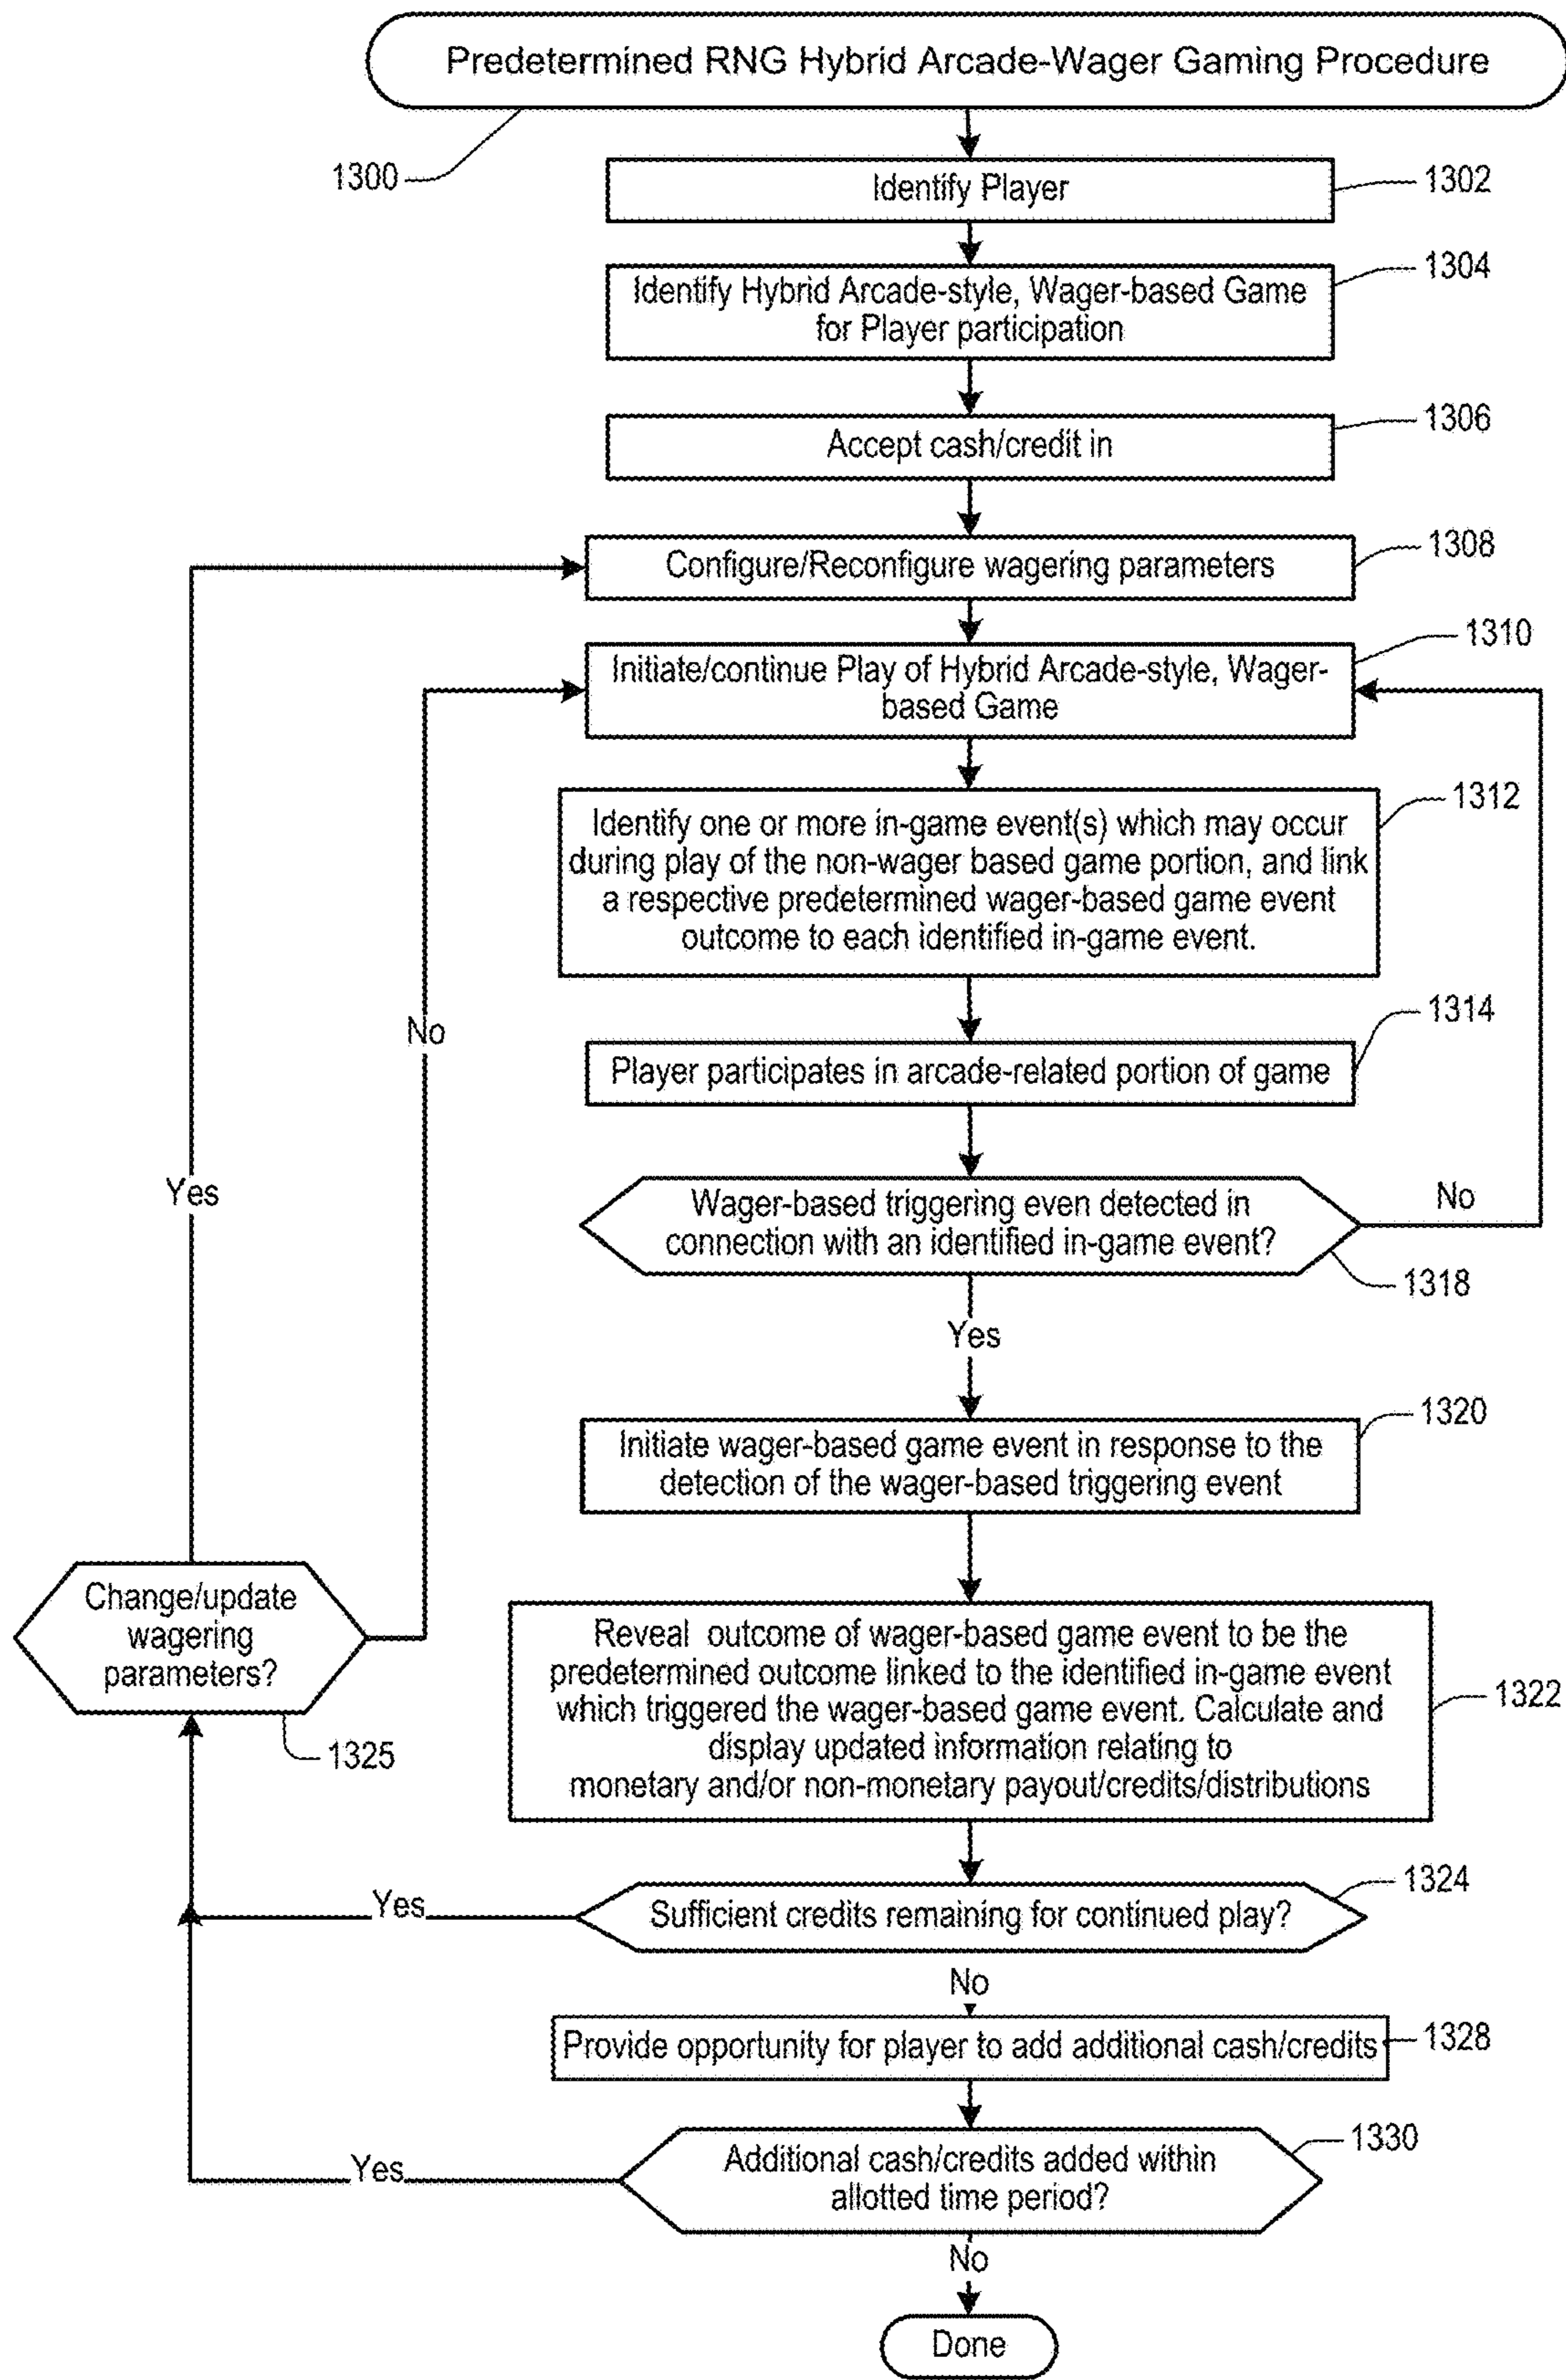 Predetermined RNG Hybrid Arcade-Wager Gaming Procedure
1300
Identify Player
1302
Identify Hybrid Arcade-style, Wager-based Game
for Player participation
1304
Accept cash/credit in
1306
Configure/Reconfigure wagering parameters
1308
Initiate/continue Play of Hybrid Arcade-style, Wager-
based Game
1310
Identify one or more in-game event(s) which may occur
during play of the non-wager based game portion, and link
a respective predetermined wager-based game event
outcome to each identified in-game event.
1312
No
Player participates in arcade-related portion of game
1314
Yes
Wager-based triggering even detected in
connection with an identified in-game event?
No
1318
Yes
Initiate wager-based game event in response to the
detection of the wager-based triggering event
1320
Change/update
wagering
parameters?
1325
Reveal outcome of wager-based game event to be the
predetermined outcome linked to the identified in-game event
which triggered the wager-based game event. Calculate and
display updated information relating to
monetary and/or non-monetary payout/credits/distributions
1322
Yes
Sufficient credits remaining for continued play?
1324
No
Provide opportunity for player to add additional cash/credits
1328
Yes
Additional cash/credits added within
allotted time period?
1330
No
Done